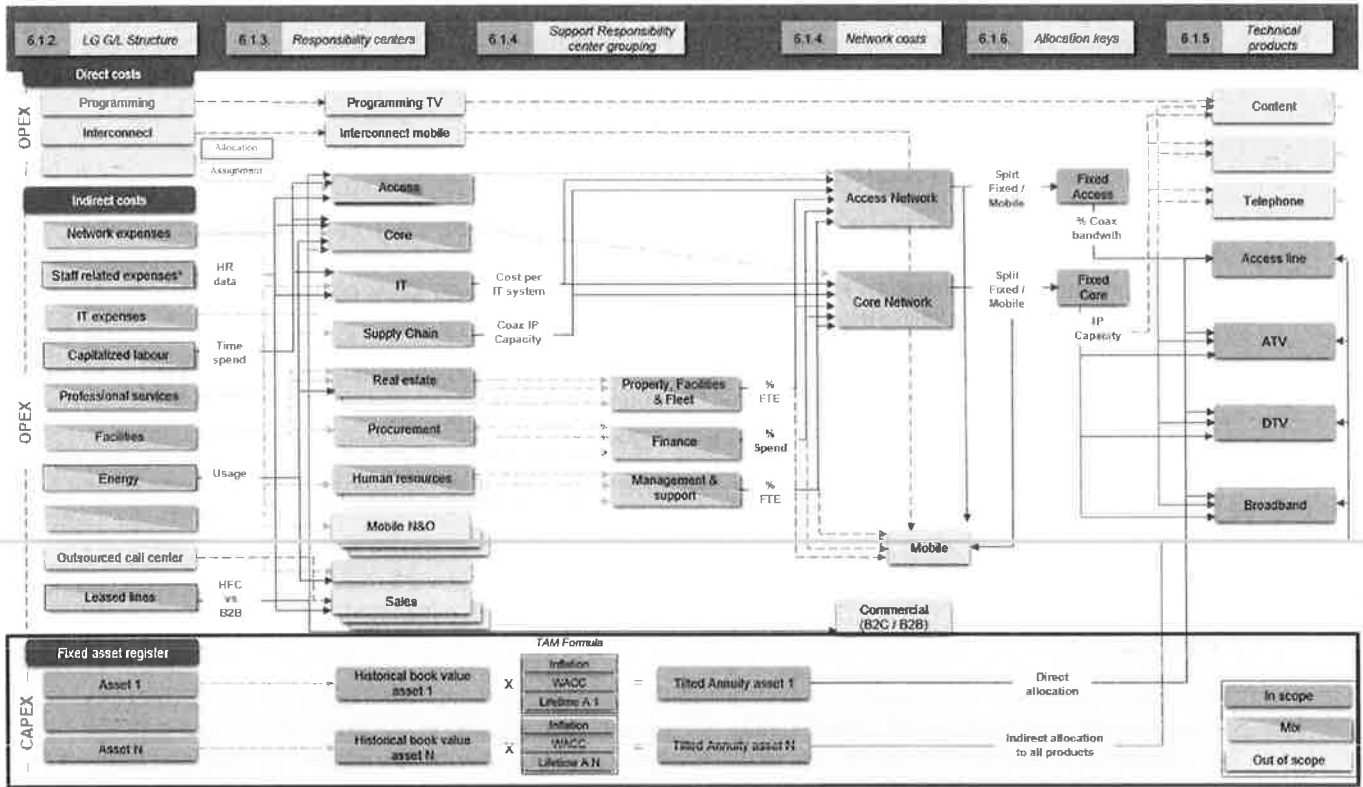 6.1.2. LG G/L Structure
6.1.3. Responsibility centers
6.1.4. Support Responsibility
center grouping
6.1.4. Network costs
6.1.6. Allocation keys
6.1.5 Technical
products
OPEX
Direct costs
Programming
Interconnect
Allocation
Assignment
Programming TV
Interconnect mobile
Content
Telephone
OPEX
Indirect costs
Network expenses
Staff related expenses*
IT expenses
Capitalized labour
Professional services
Facilities
Energy
Outsourced call center
Leased lines
HR
data
Time
spend
Usage
HFC
vs
B2B
Access
Core
IT
Supply Chain
Real estate
Procurement
Human resources
Mobile N&O
Sales
Cost per
IT system
Coax IP
Capacity
Property, Facilities
& Fleet
Finance
Management &
support
%
FTE
%
Spend
%
FTE
Access Network
Core Network
Mobile
Commercial
(B2C / B2B)
Split
Fixed /
Mobile
Split
Fixed /
Mobile
Fixed
Access
% Coax
bandwith
Fixed
Core
IP
Capacity
Access line
ATV
DTV
Broadband
CAPEX
Fixed asset register
Asset 1
Asset N
Historical book value
asset 1
Historical book value
asset N
X
X
TAM Formula
Inflation
WACC
Lifetime A 1
Inflation
WACC
Lifetime A N
=
=
Tilted Annuity asset 1
Tilted Annuity asset N
Direct
allocation
Indirect allocation
to all products
In scope
Mix
Out of scope